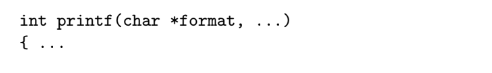 int printf(char *format, ...)
{ ...